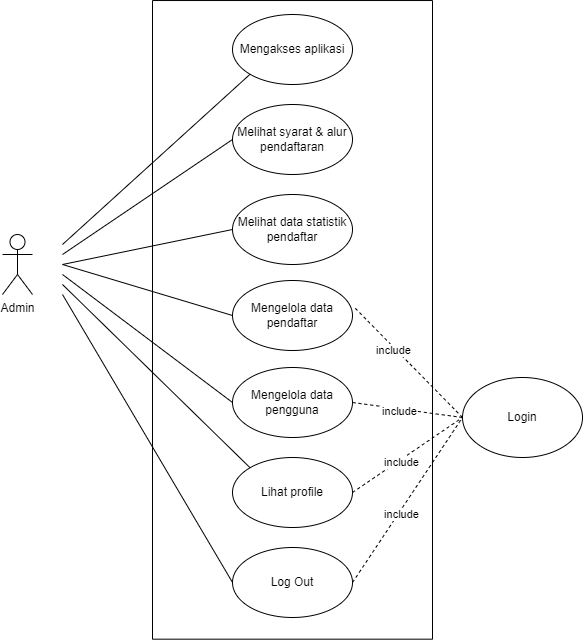 Mengakses aplikasi
Melihat syarat & alur
pendaftaran
Melihat data statistik
pendaftar
Admin
Mengelola data
pendaftar
include
Mengelola data
pengguna
include
Login
include
Lihat profile
include
Log Out